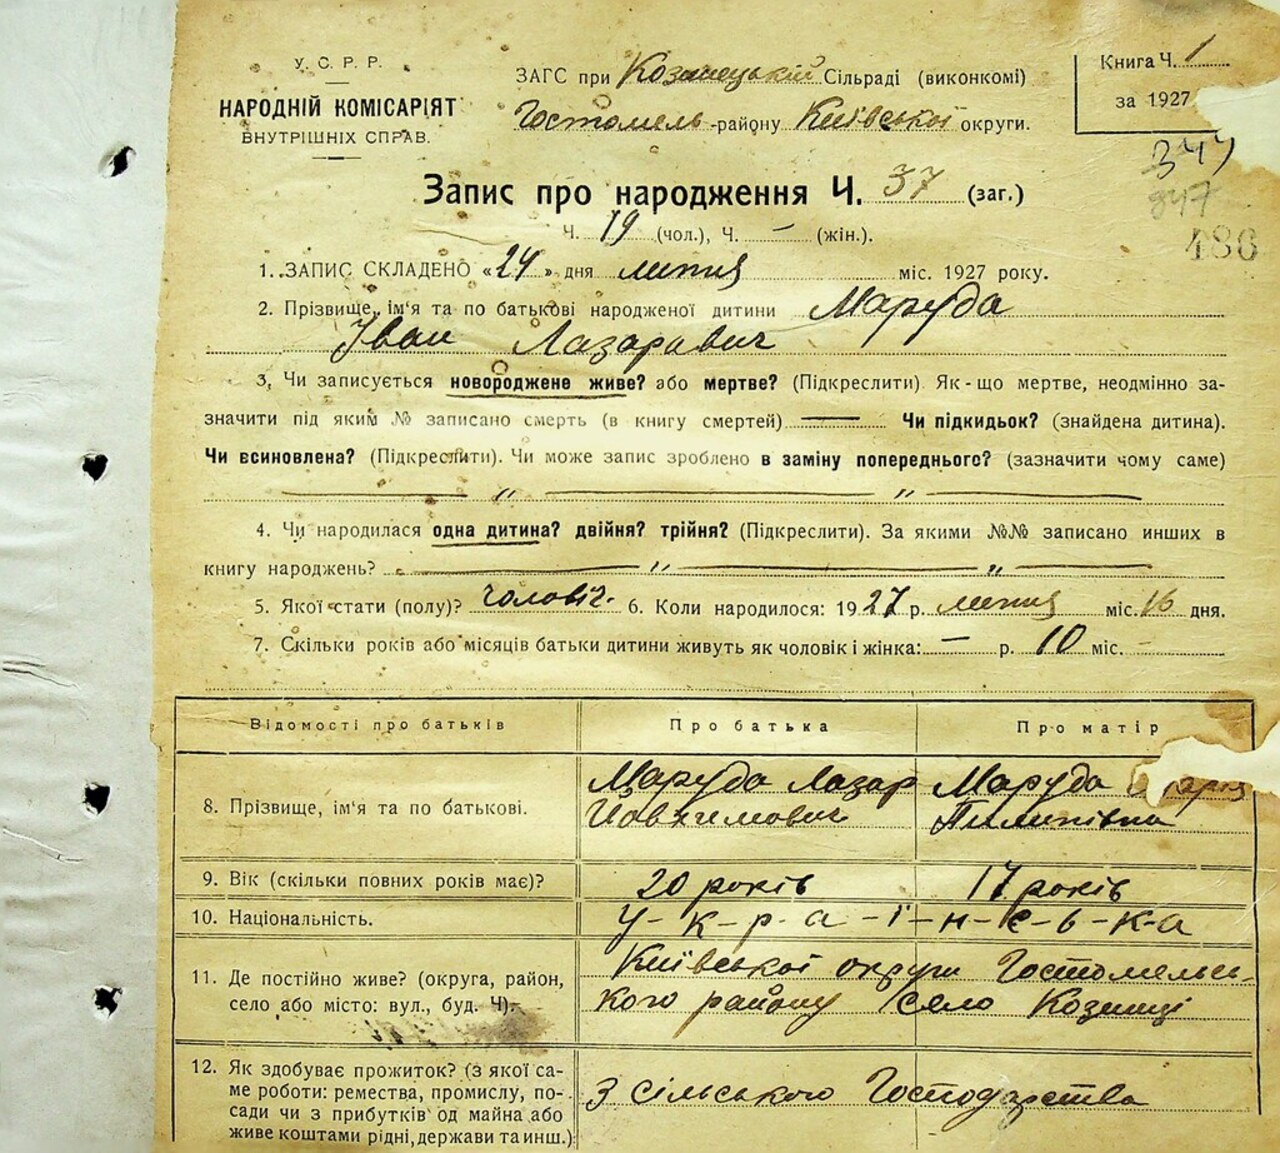 У. С. Р. Р.
НАРОДНІЙ КОМІСАРІЯТ
ВНУТРІШНІХ СПРАВ.
ЗАГС при Козинецькій Сільраді (виконкомі)
Гостомель-району Київської округи.
Книга Ч. 1
за 1927
347
347
486
Запис про народження Ч. 37 (заг.)
Ч. 19 (чол.), Ч. — (жін.).
1. ЗАПИС СКЛАДЕНО «24» дня липня міс. 1927 року.
2. Прізвище, ім'я та по батькові народженої дитини Маруда
Іван Лазаравич
3, Чи записується новороджене живе? або мертве? (Підкреслити). Як-що мертве, неодмінно за-
значити під яким № записано смерть (в книгу смертей) — Чи підкидьок? (знайдена дитина).
Чи всиновлена? (Підкреслити). Чи може запис зроблено в заміну попереднього? (зазначити чому саме)
— „ — „ —
4. Чи народилася одна дитина? двійня? трійня? (Підкреслити). За якими №№ записано инших в
книгу народжень? — „ — „ —
5. Якої стати (полу)? чоловіч. 6. Коли народилося: 1927 р. липня міс. 16 дня.
7. Скільки років або місяців батьки дитини живуть як чоловік і жінка: — р. 10 міс.
Відомості про батьків Про батька Про матір
8. Прізвище, ім'я та по батькові. Маруда Лазар Маруда
Йовхимович Пилипівна
9. Вік (скільки повних років має)? 20 років 17 років
10. Національність. у-к-р-а-ї-н-с-ь-к-а
11. Де постійно живе? (округа, район, Київської округи Гостомельсь-
село або місто: вул., буд. Ч). кого району село Козинці
12. Як здобуває прожиток? (з якої са-
ме роботи: ремества, промислу, по-
сади чи з прибутків од майна або
живе коштами рідні, держави та инш.) З сільського Господарства